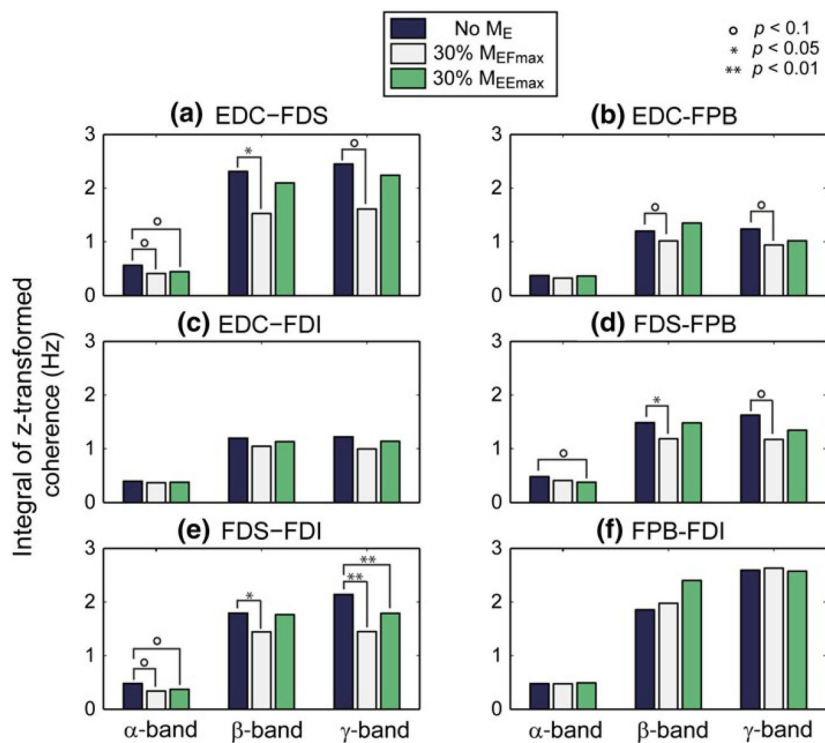 No M_E
30% M_EFmax
30% M_EEmax
° p < 0.1
* p < 0.05
** p < 0.01
Integral of z-transformed
coherence (Hz)
(a) EDC−FDS
3
2
1
0
° ° * °
(b) EDC-FPB
3
2
1
0
° °
(c) EDC−FDI
3
2
1
0
(d) FDS-FPB
3
2
1
0
° * °
(e) FDS−FDI
3
2
1
0
° ° * ** **
α-band β-band γ-band
(f) FPB-FDI
3
2
1
0
α-band β-band γ-band